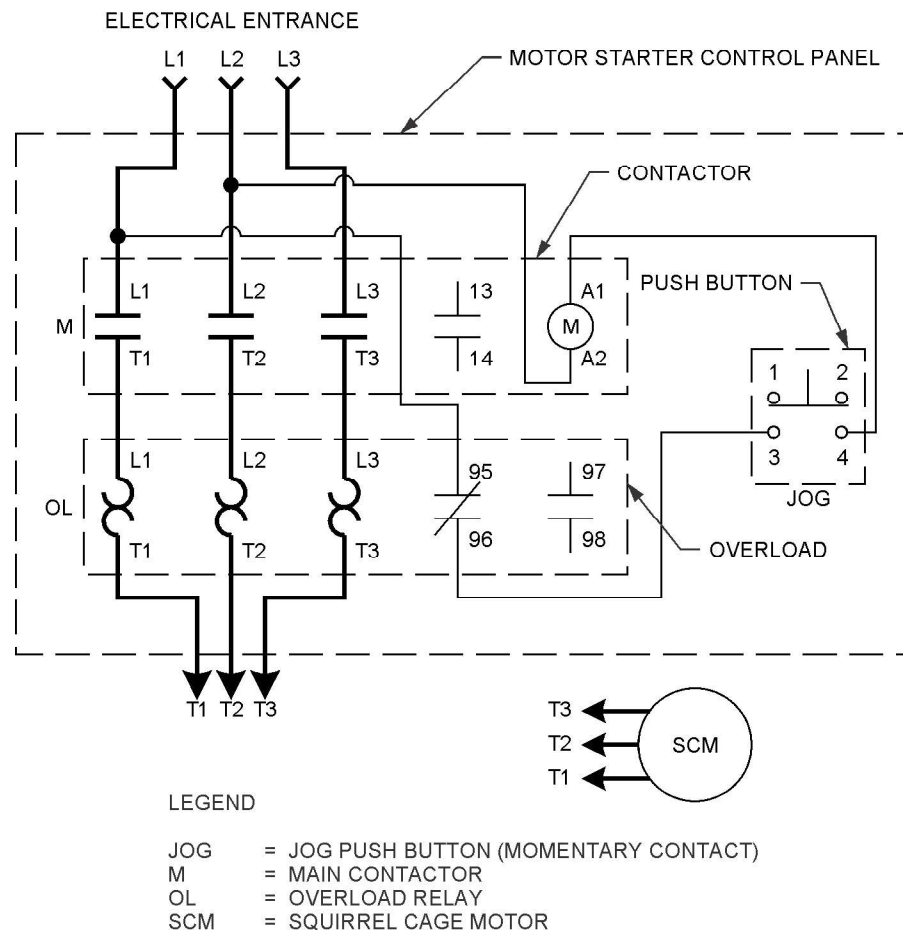 ELECTRICAL ENTRANCE
L1 L2 L3
MOTOR STARTER CONTROL PANEL
CONTACTOR
PUSH BUTTON
M
L1 L2 L3 13 A1
M
T1 T2 T3 14 A2
1 2
3 4
JOG
OL
L1 L2 L3 95 97
T1 T2 T3 96 98
OVERLOAD
T1 T2 T3
T3
T2
T1
SCM
LEGEND
JOG = JOG PUSH BUTTON (MOMENTARY CONTACT)
M = MAIN CONTACTOR
OL = OVERLOAD RELAY
SCM = SQUIRREL CAGE MOTOR